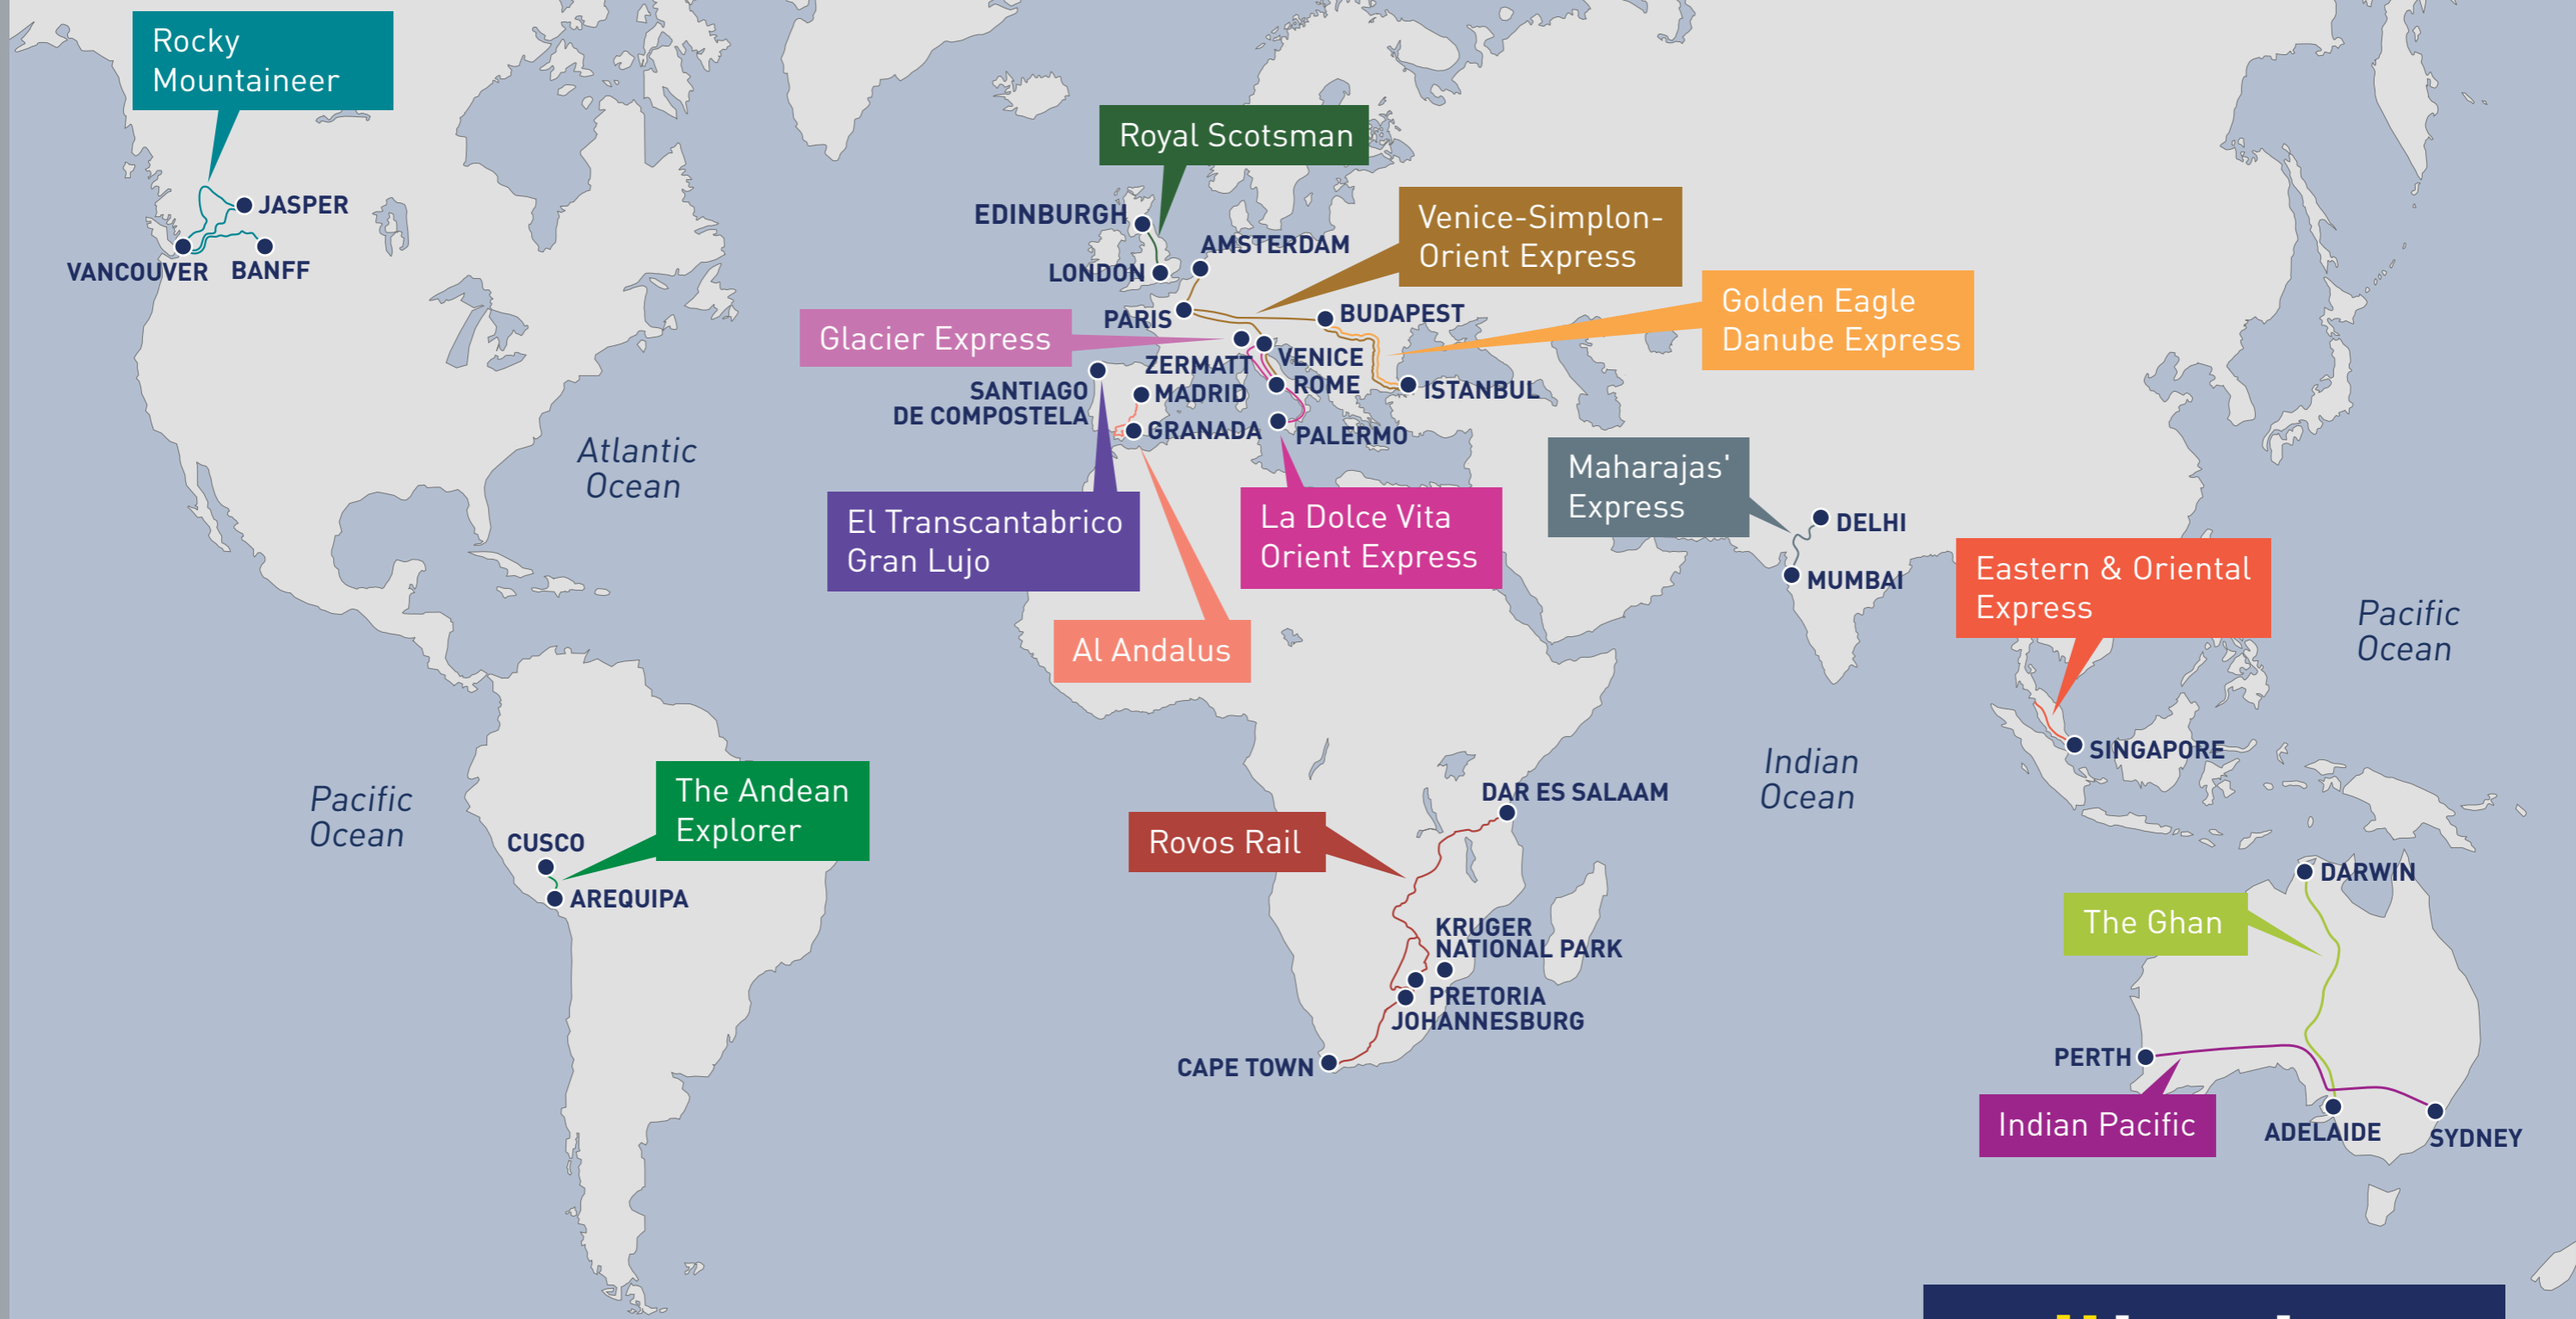 Rocky
Mountaineer
JASPER
VANCOUVER
BANFF
Royal Scotsman
EDINBURGH
AMSTERDAM
LONDON
Venice-Simplon-
Orient Express
Golden Eagle
Danube Express
PARIS
BUDAPEST
Glacier Express
ZERMATT
VENICE
ROME
ISTANBUL
SANTIAGO
DE COMPOSTELA
MADRID
GRANADA
PALERMO
Atlantic
Ocean
El Transcantabrico
Gran Lujo
La Dolce Vita
Orient Express
Maharajas'
Express
DELHI
MUMBAI
Eastern & Oriental
Express
Pacific
Ocean
Al Andalus
SINGAPORE
Indian
Ocean
Pacific
Ocean
The Andean
Explorer
CUSCO
AREQUIPA
DAR ES SALAAM
Rovos Rail
KRUGER
NATIONAL PARK
PRETORIA
JOHANNESBURG
CAPE TOWN
DARWIN
The Ghan
PERTH
Indian Pacific
ADELAIDE
SYDNEY